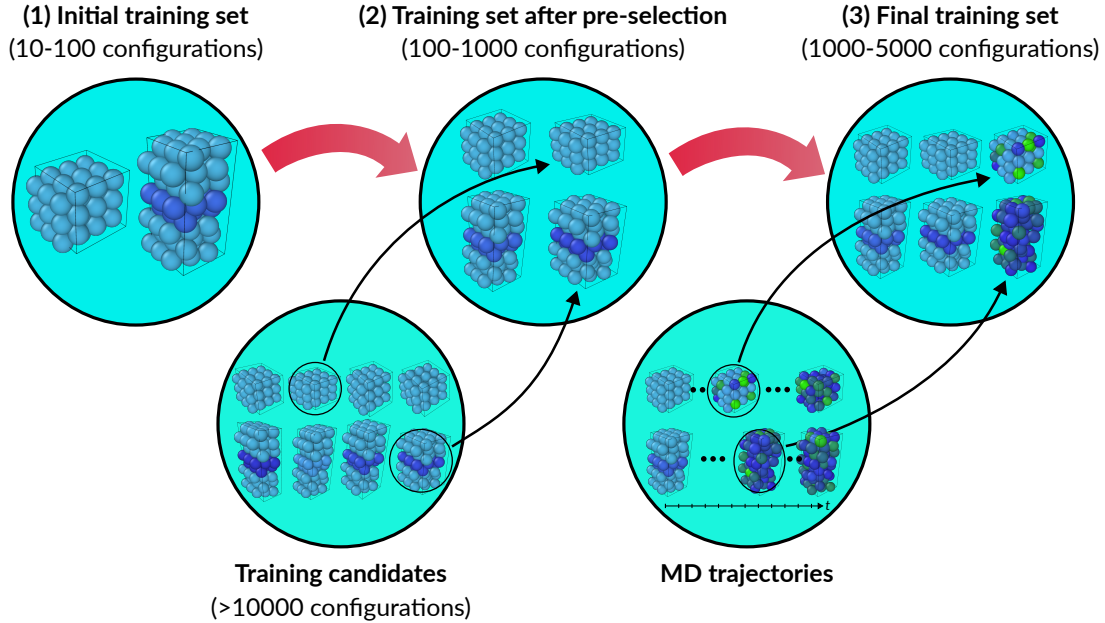 (1) Initial training set
(10-100 configurations)
(2) Training set after pre-selection
(100-1000 configurations)
(3) Final training set
(1000-5000 configurations)
t
Training candidates
(>10000 configurations)
MD trajectories